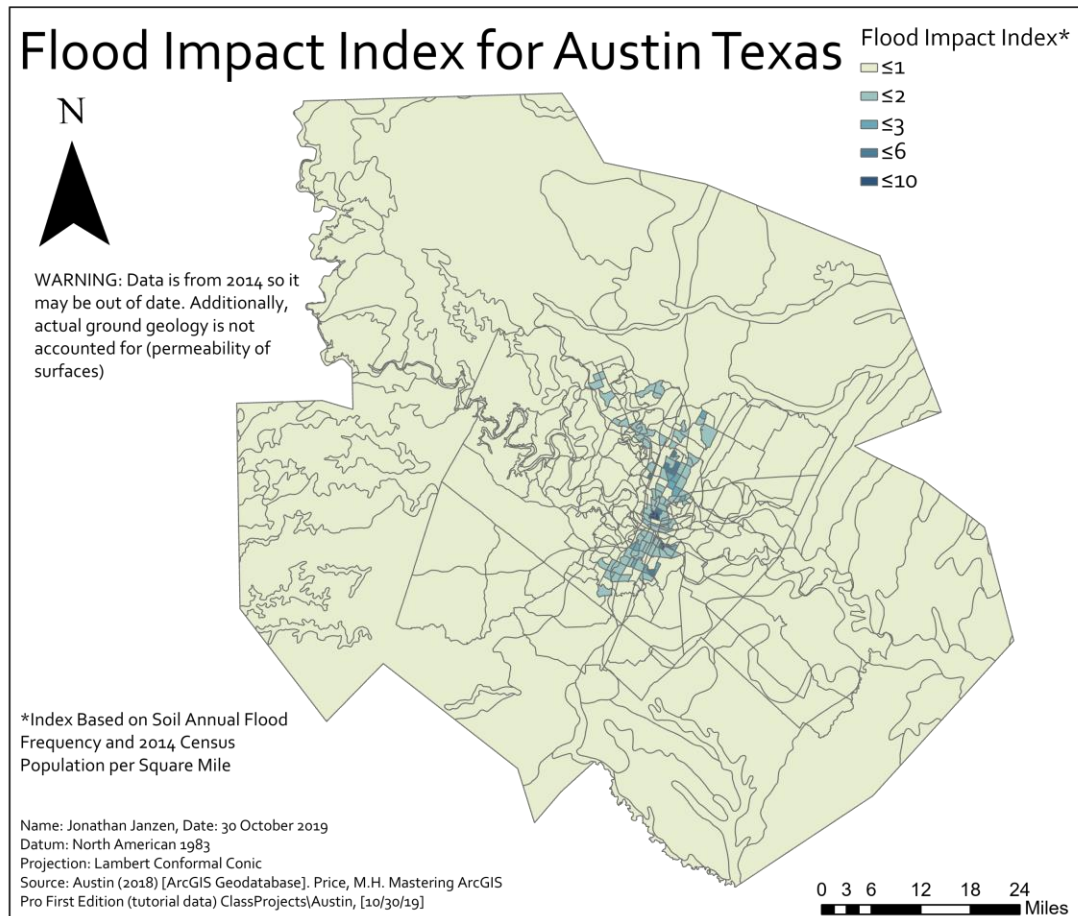 Flood Impact Index for Austin Texas
Flood Impact Index*
≤1
≤2
≤3
≤6
≤10
N
WARNING: Data is from 2014 so it
may be out of date. Additionally,
actual ground geology is not
accounted for (permeability of
surfaces)
*Index Based on Soil Annual Flood
Frequency and 2014 Census
Population per Square Mile
Name: Jonathan Janzen, Date: 30 October 2019
Datum: North American 1983
Projection: Lambert Conformal Conic
Source: Austin (2018) [ArcGIS Geodatabase]. Price, M.H. Mastering ArcGIS
Pro First Edition (tutorial data) ClassProjects\Austin, [10/30/19]
0 3 6 12 18 24
Miles